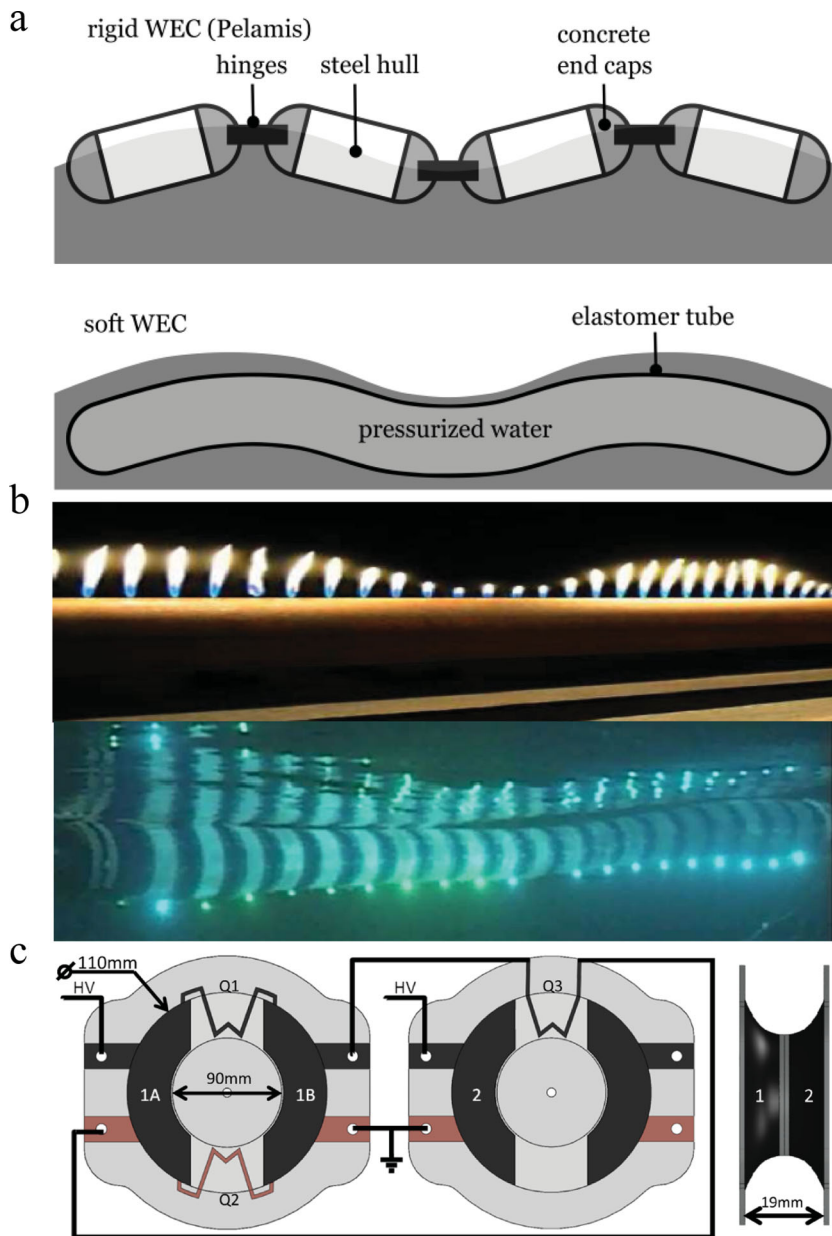 a
rigid WEC (Pelamis)
hinges
steel hull
concrete
end caps
soft WEC
elastomer tube
pressurized water
b
c
110mm
HV
Q1
HV
Q3
1A
90mm
1B
2
1
2
Q2
19mm